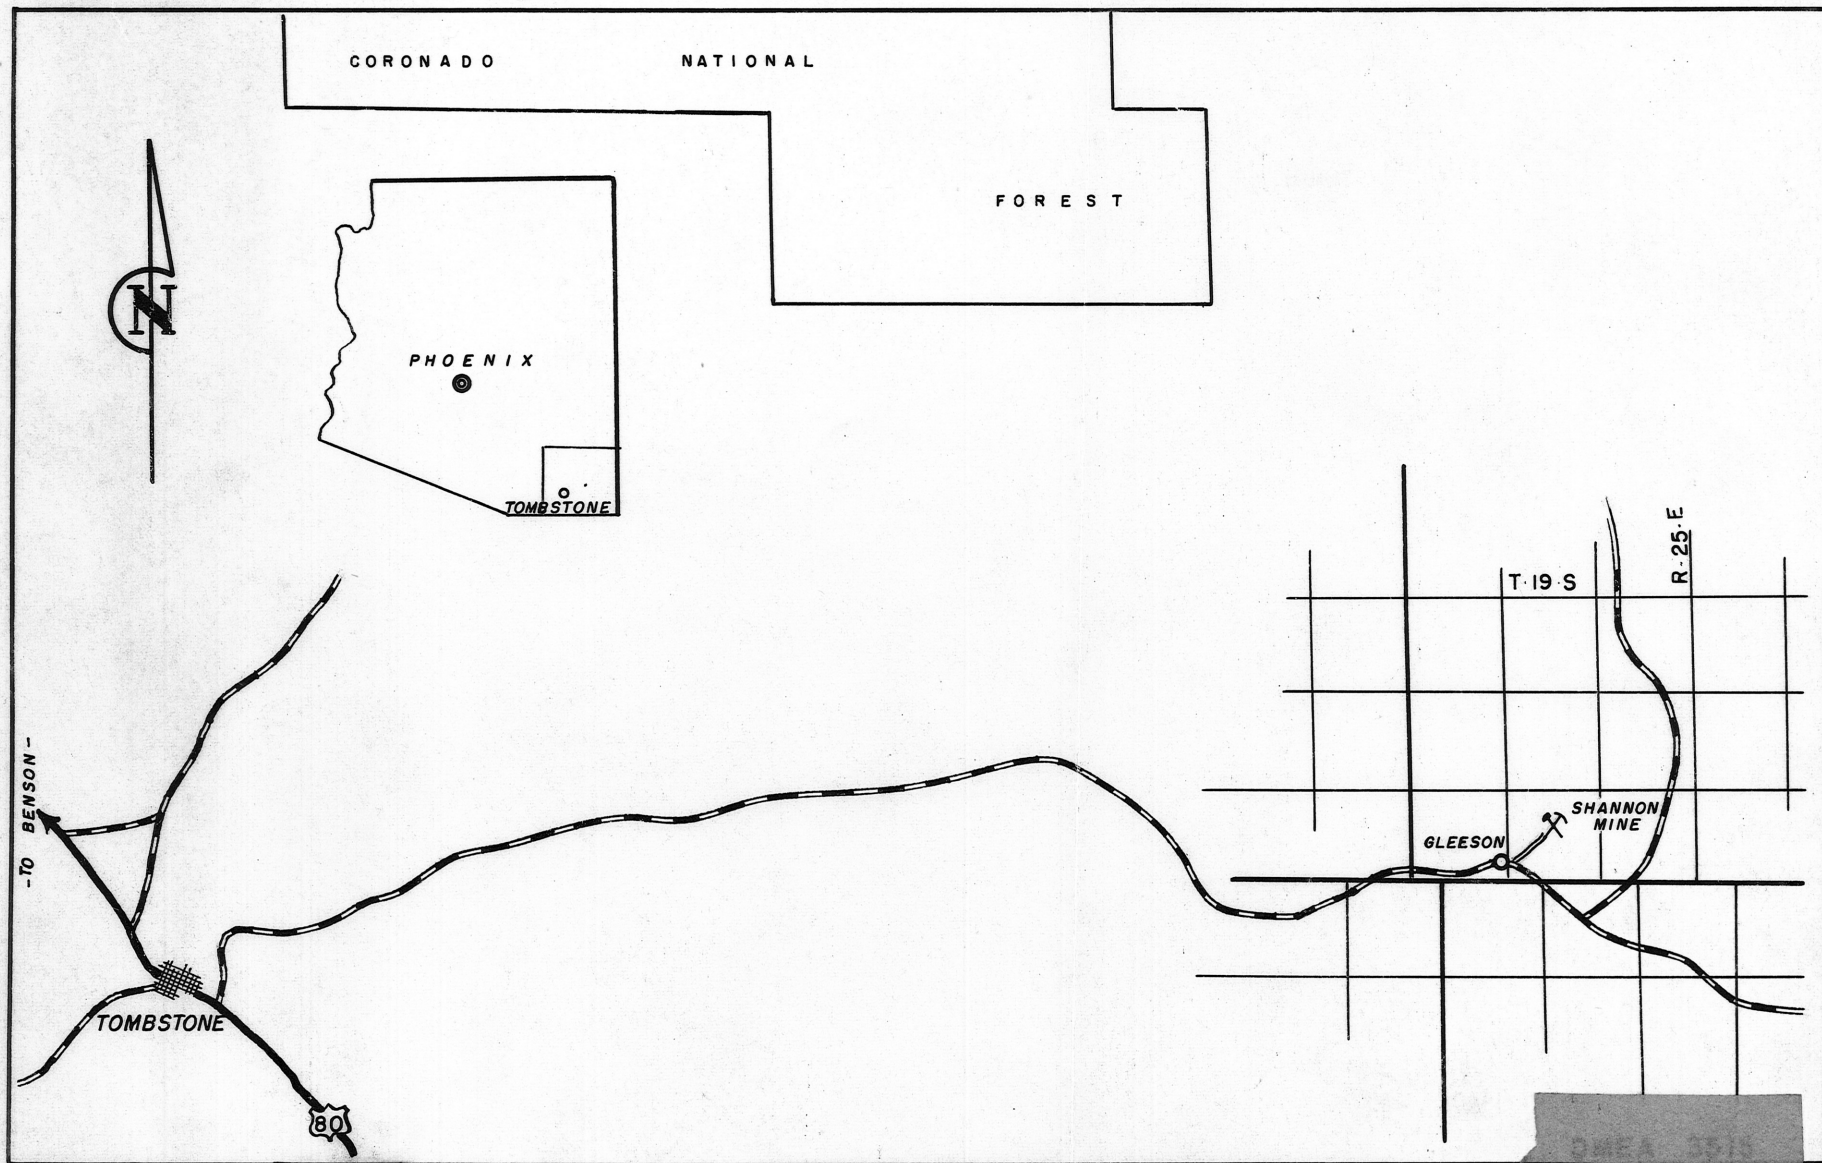 CORONADO NATIONAL
FOREST
N
PHOENIX
TOMBSTONE
R·25·E
T·19·S
-TO BENSON-
SHANNON
MINE
GLEESON
TOMBSTONE
80